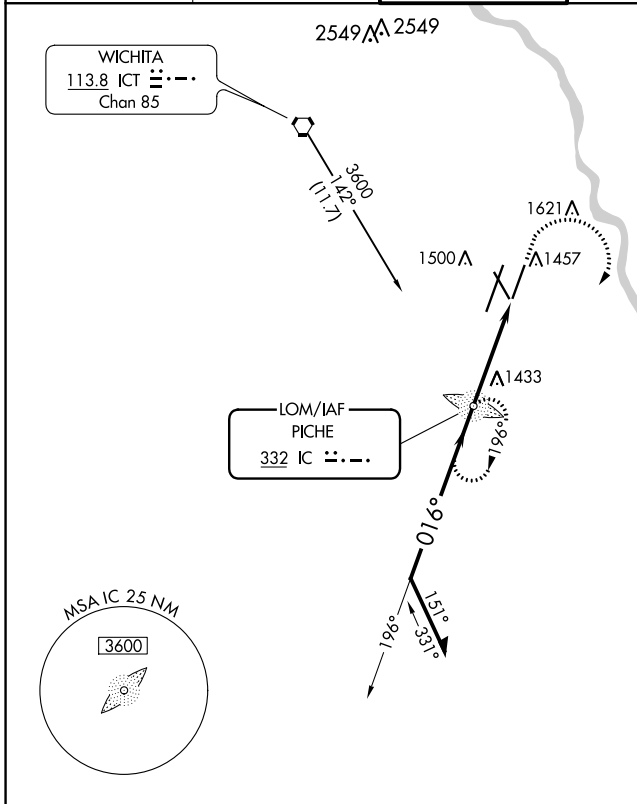 2549 2549
WICHITA
113.8 ICT
Chan 85
3600
142°
(11.7)
1621
1500
1457
1433
LOM/IAF
PICHE
332 IC
196°
016°
151°
331°
196°
MSA IC 25 NM
3600